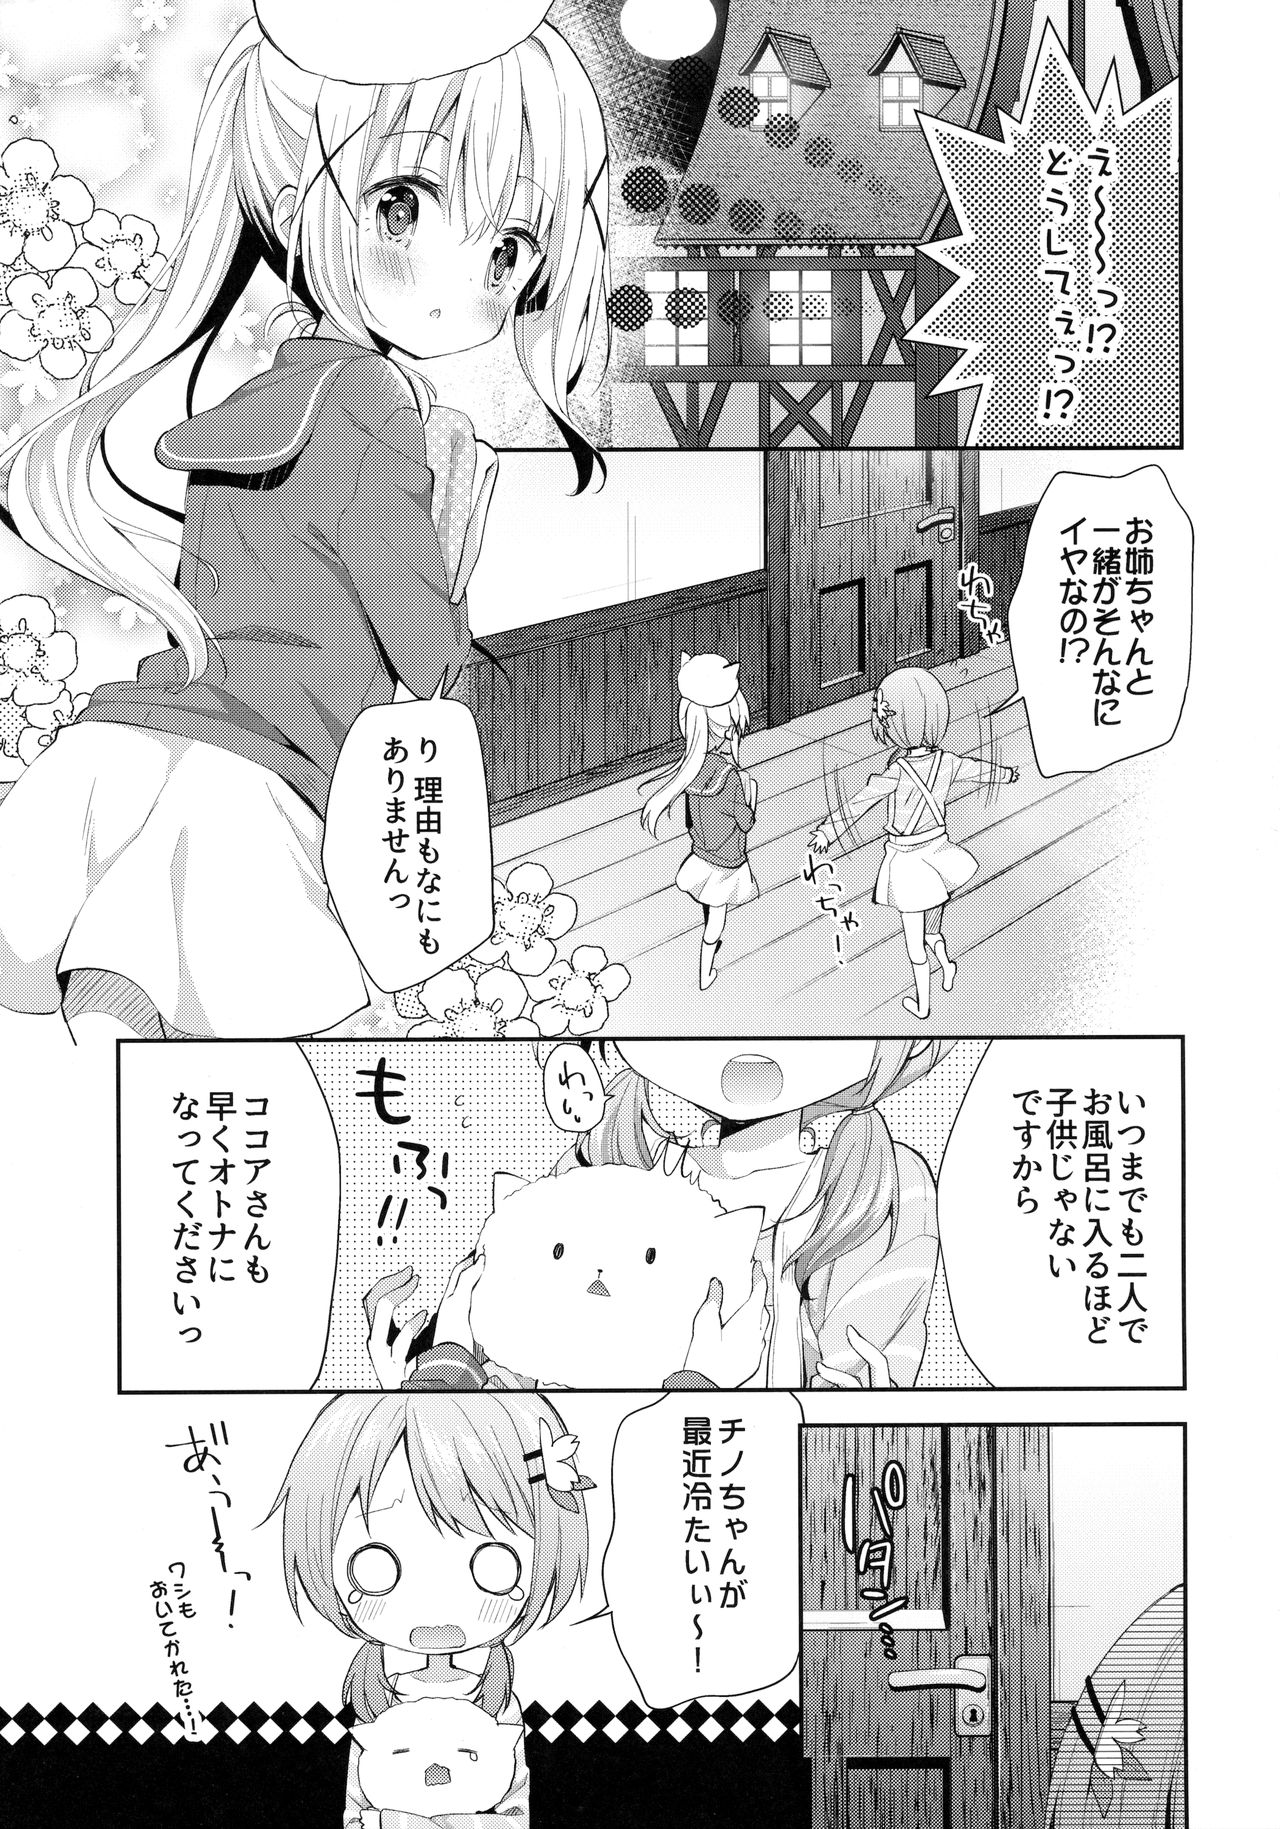 え～～～っ!?
どうしてぇっ!?
お姉ちゃんと
一緒がそんなに
イヤなの!?
わちゃ
わっちゃ!
り 理由もなにも
ありませんっ
いつまでも二人で
お風呂に入るほど
子供じゃない
ですから
わっ
もふっ!!
ココアさんも
早くオトナに
なってくださいっ
パタン…
チノちゃんが
最近冷たいぃ～!
あぅーーっ!
ワシも
おいてかれた…!